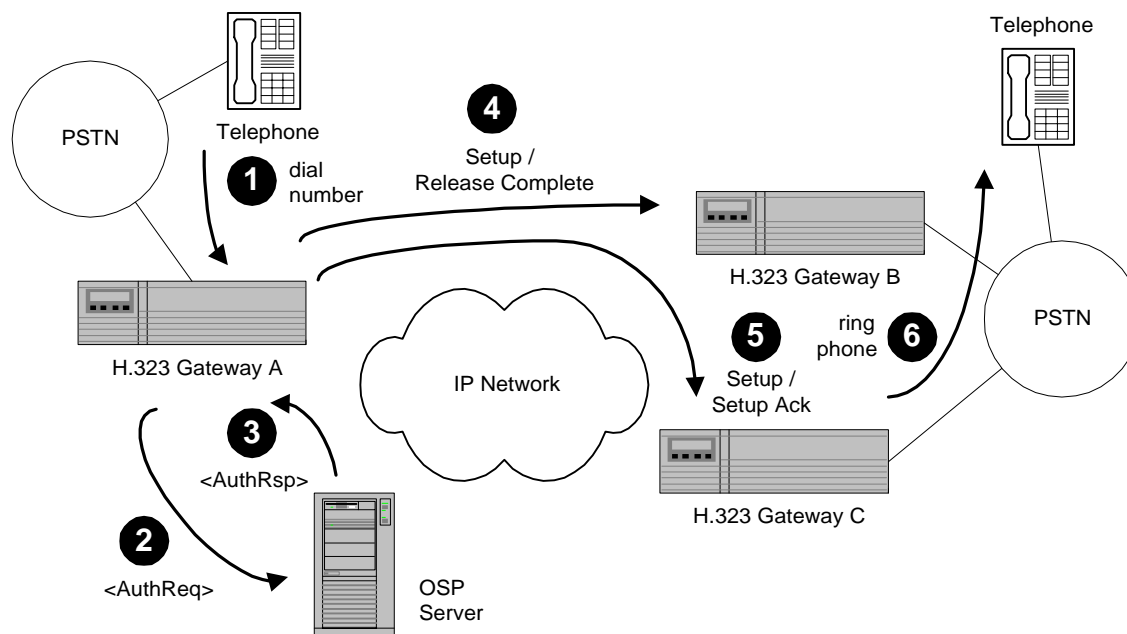 Telephone
PSTN
1
dial
number
4
Setup /
Release Complete
Telephone
H.323 Gateway A
H.323 Gateway B
PSTN
IP Network
5
Setup /
Setup Ack
ring
phone
6
H.323 Gateway C
3
<AuthRsp>
2
<AuthReq>
OSP
Server